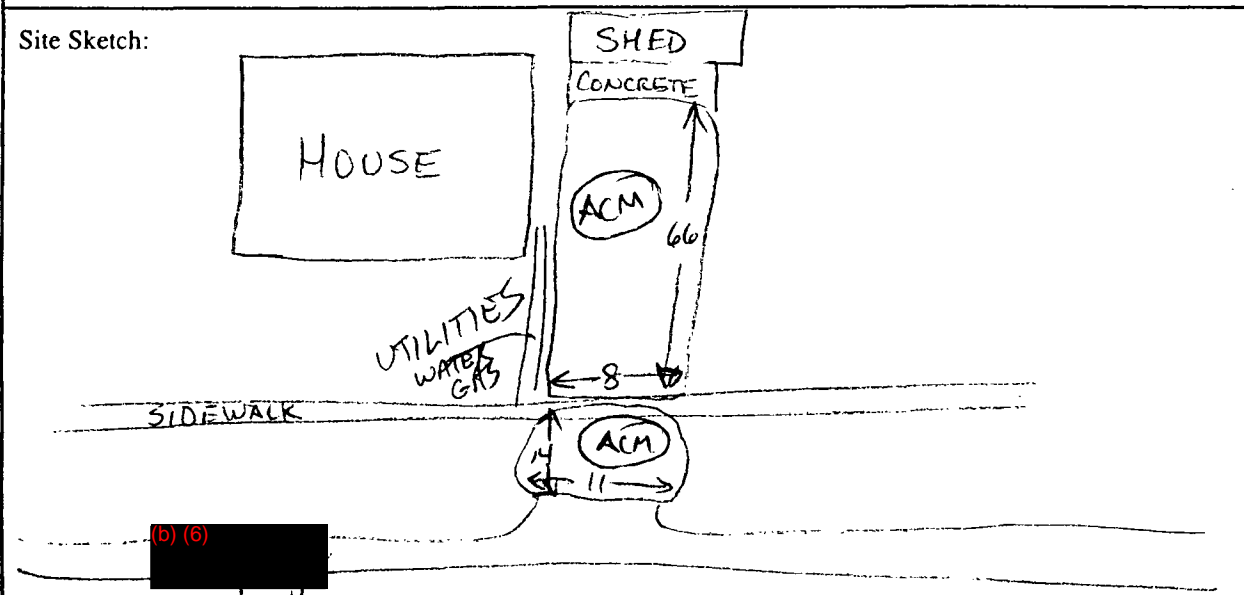 Site Sketch:
SHED
CONCRETE
HOUSE
ACM
66
UTILITIES
WATER
GAS
8
SIDEWALK
ACM
14
11
(b) (6)